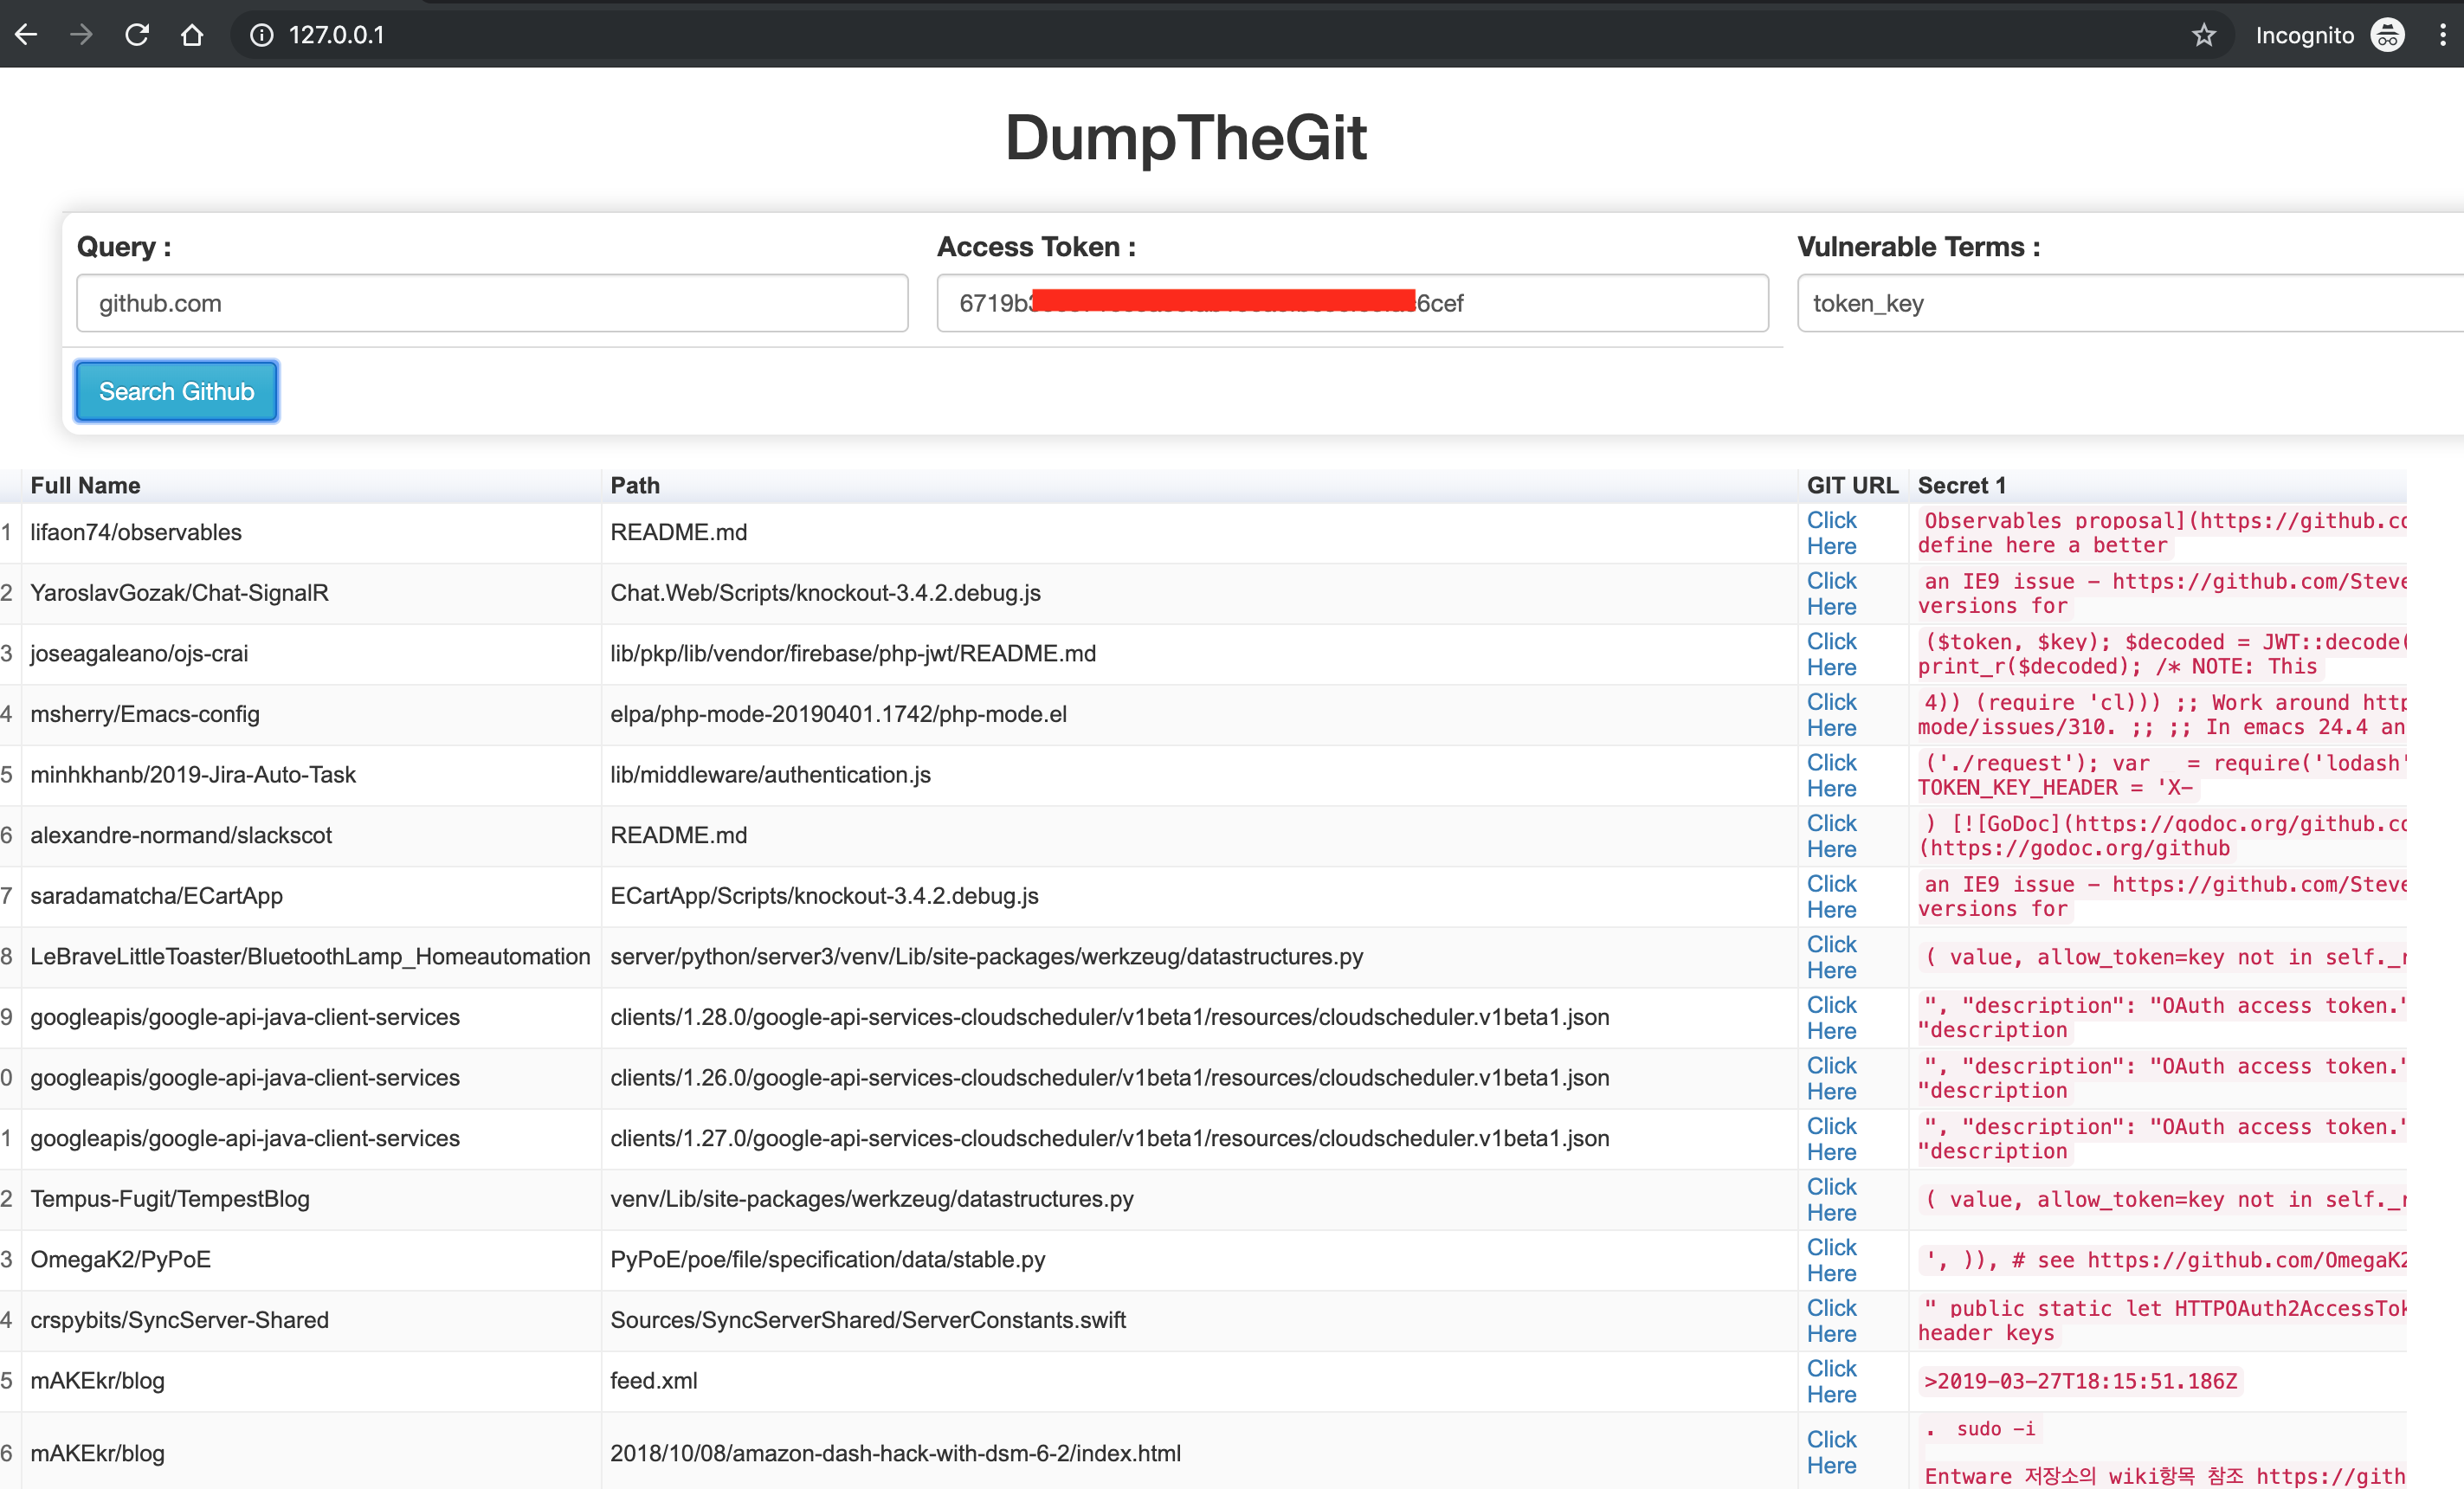 127.0.0.1
Incognito
DumpTheGit
Query :
Access Token :
Vulnerable Terms :
github.com
6719b
6cef
token_key
Search Github
Full Name Path GIT URL Secret 1
1 lifaon74/observables README.md Click Here Observables proposal](https://github.co
define here a better
2 YaroslavGozak/Chat-SignalR Chat.Web/Scripts/knockout-3.4.2.debug.js Click Here an IE9 issue - https://github.com/Steve
versions for
3 joseagaleano/ojs-crai lib/pkp/lib/vendor/firebase/php-jwt/README.md Click Here ($token, $key); $decoded = JWT::decode(
print_r($decoded); /* NOTE: This
4 msherry/Emacs-config elpa/php-mode-20190401.1742/php-mode.el Click Here 4)) (require 'cl))) ;; Work around http
mode/issues/310. ;; ;; In emacs 24.4 an
5 minhkhanb/2019-Jira-Auto-Task lib/middleware/authentication.js Click Here ('./request'); var _ = require('lodash'
TOKEN_KEY_HEADER = 'X-
6 alexandre-normand/slackscot README.md Click Here ) [![GoDoc](https://godoc.org/github.co
(https://godoc.org/github
7 saradamatcha/ECartApp ECartApp/Scripts/knockout-3.4.2.debug.js Click Here an IE9 issue - https://github.com/Steve
versions for
8 LeBraveLittleToaster/BluetoothLamp_Homeautomation server/python/server3/venv/Lib/site-packages/werkzeug/datastructures.py Click Here ( value, allow_token=key not in self._r
9 googleapis/google-api-java-client-services clients/1.28.0/google-api-services-cloudscheduler/v1beta1/resources/cloudscheduler.v1beta1.json Click Here ", "description": "OAuth access token."
"description
0 googleapis/google-api-java-client-services clients/1.26.0/google-api-services-cloudscheduler/v1beta1/resources/cloudscheduler.v1beta1.json Click Here ", "description": "OAuth access token."
"description
1 googleapis/google-api-java-client-services clients/1.27.0/google-api-services-cloudscheduler/v1beta1/resources/cloudscheduler.v1beta1.json Click Here ", "description": "OAuth access token."
"description
2 Tempus-Fugit/TempestBlog venv/Lib/site-packages/werkzeug/datastructures.py Click Here ( value, allow_token=key not in self._r
3 OmegaK2/PyPoE PyPoE/poe/file/specification/data/stable.py Click Here ', )), # see https://github.com/OmegaK2
4 crspybits/SyncServer-Shared Sources/SyncServerShared/ServerConstants.swift Click Here " public static let HTTPOAuth2AccessTok
header keys
5 mAKEkr/blog feed.xml Click Here >2019-03-27T18:15:51.186Z
6 mAKEkr/blog 2018/10/08/amazon-dash-hack-with-dsm-6-2/index.html Click Here . sudo -i
Entware 저장소의 wiki항목 참조 https://gith